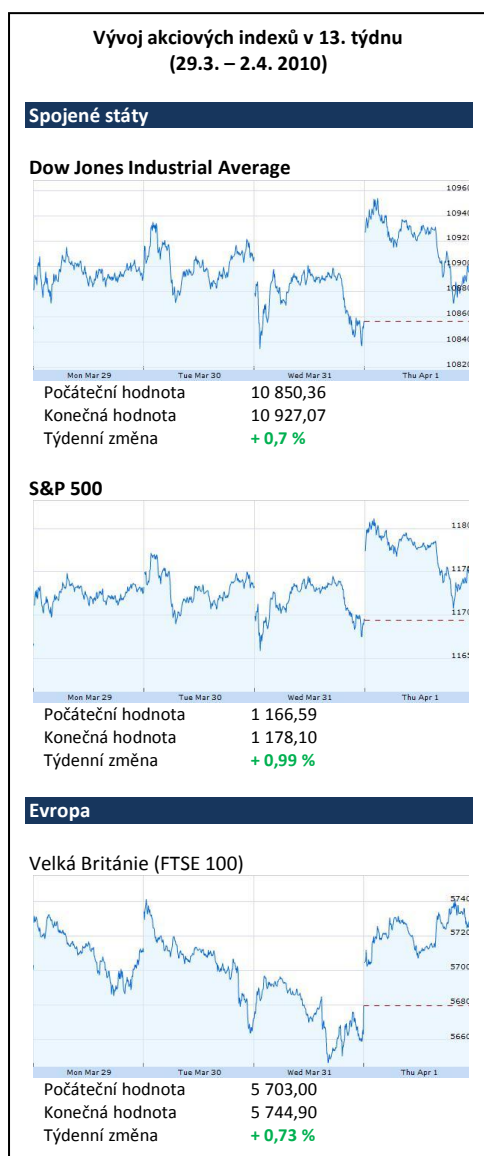 Vývoj akciových indexů v 13. týdnu
(29.3. – 2.4. 2010)
Spojené státy
Dow Jones Industrial Average
10960
10940
10920
10900
10880
10860
10840
10820
Mon Mar 29 Tue Mar 30 Wed Mar 31 Thu Apr 1
Počáteční hodnota 10 850,36
Konečná hodnota 10 927,07
Týdenní změna + 0,7 %
S&P 500
1180
1175
1170
1165
Mon Mar 29 Tue Mar 30 Wed Mar 31 Thu Apr 1
Počáteční hodnota 1 166,59
Konečná hodnota 1 178,10
Týdenní změna + 0,99 %
Evropa
Velká Británie (FTSE 100)
5740
5720
5700
5680
5660
Mon Mar 29 Tue Mar 30 Wed Mar 31 Thu Apr 1
Počáteční hodnota 5 703,00
Konečná hodnota 5 744,90
Týdenní změna + 0,73 %